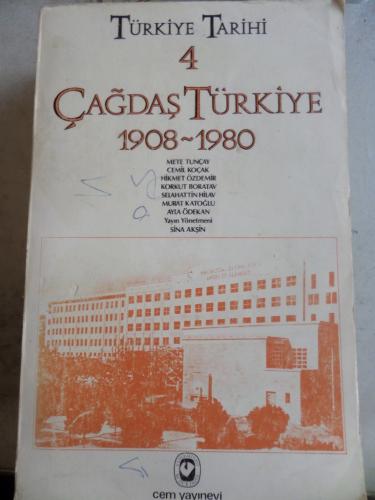 TÜRKİYE TARİHİ
4
ÇAĞDAŞ TÜRKİYE
1908~1980
METE TUNÇAY
CEMİL KOÇAK
HİKMET ÖZDEMİR
KORKUT BORATAV
SELAHATTİN HİLAV
MURAT KATOĞLU
AYLA ÖDEKAN
Yayın Yönetmeni
SİNA AKŞİN
cem yayınevi